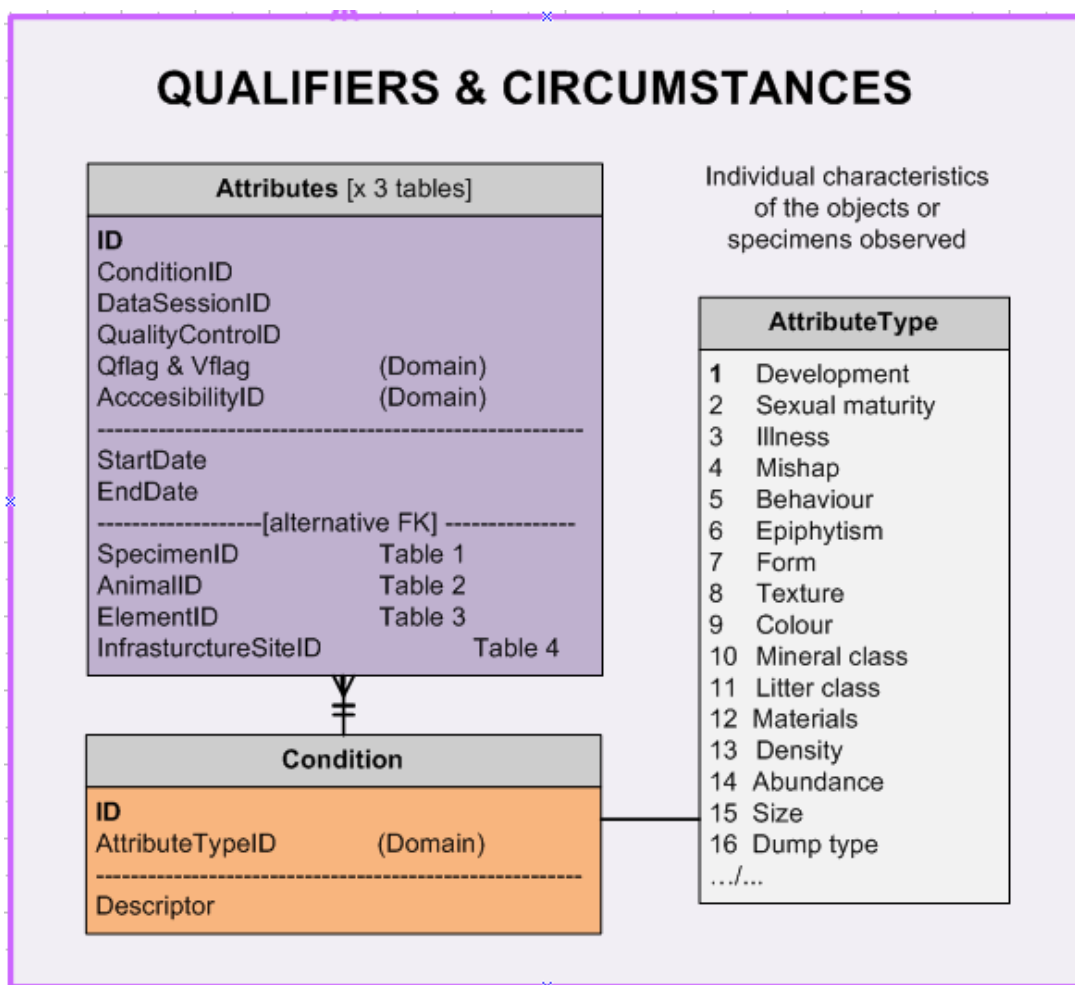 QUALIFIERS & CIRCUMSTANCES
Attributes [x 3 tables]
ID
ConditionID
DataSessionID
QualityControID
Qflag & Vflag (Domain)
AcccesibilityID (Domain)
StartDate
EndDate
[alternative FK]
SpecimenID Table 1
AnimalID Table 2
ElementID Table 3
InfrasturctureSiteID Table 4
Condition
ID
AttributeTypeID (Domain)
Descriptor
Individual characteristics
of the objects or
specimens observed
AttributeType
1 Development
2 Sexual maturity
3 Illness
4 Mishap
5 Behaviour
6 Epiphytism
7 Form
8 Texture
9 Colour
10 Mineral class
11 Litter class
12 Materials
13 Density
14 Abundance
15 Size
16 Dump type
.../...